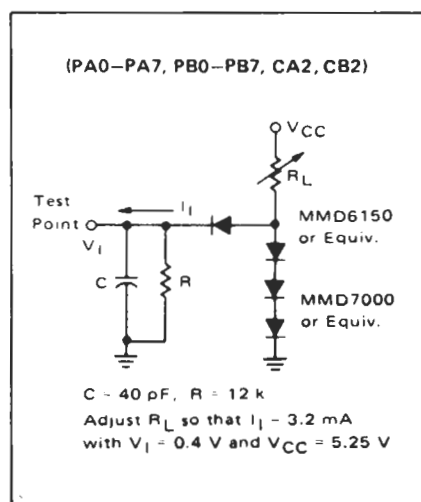 (PA0–PA7, PB0–PB7, CA2, CB2)
VCC
RL
Test
Point
Vi
Ii
MMD6150
or Equiv.
C
R
MMD7000
or Equiv.
C - 40 pF, R = 12 k
Adjust RL so that II - 3.2 mA
with VI = 0.4 V and VCC = 5.25 V